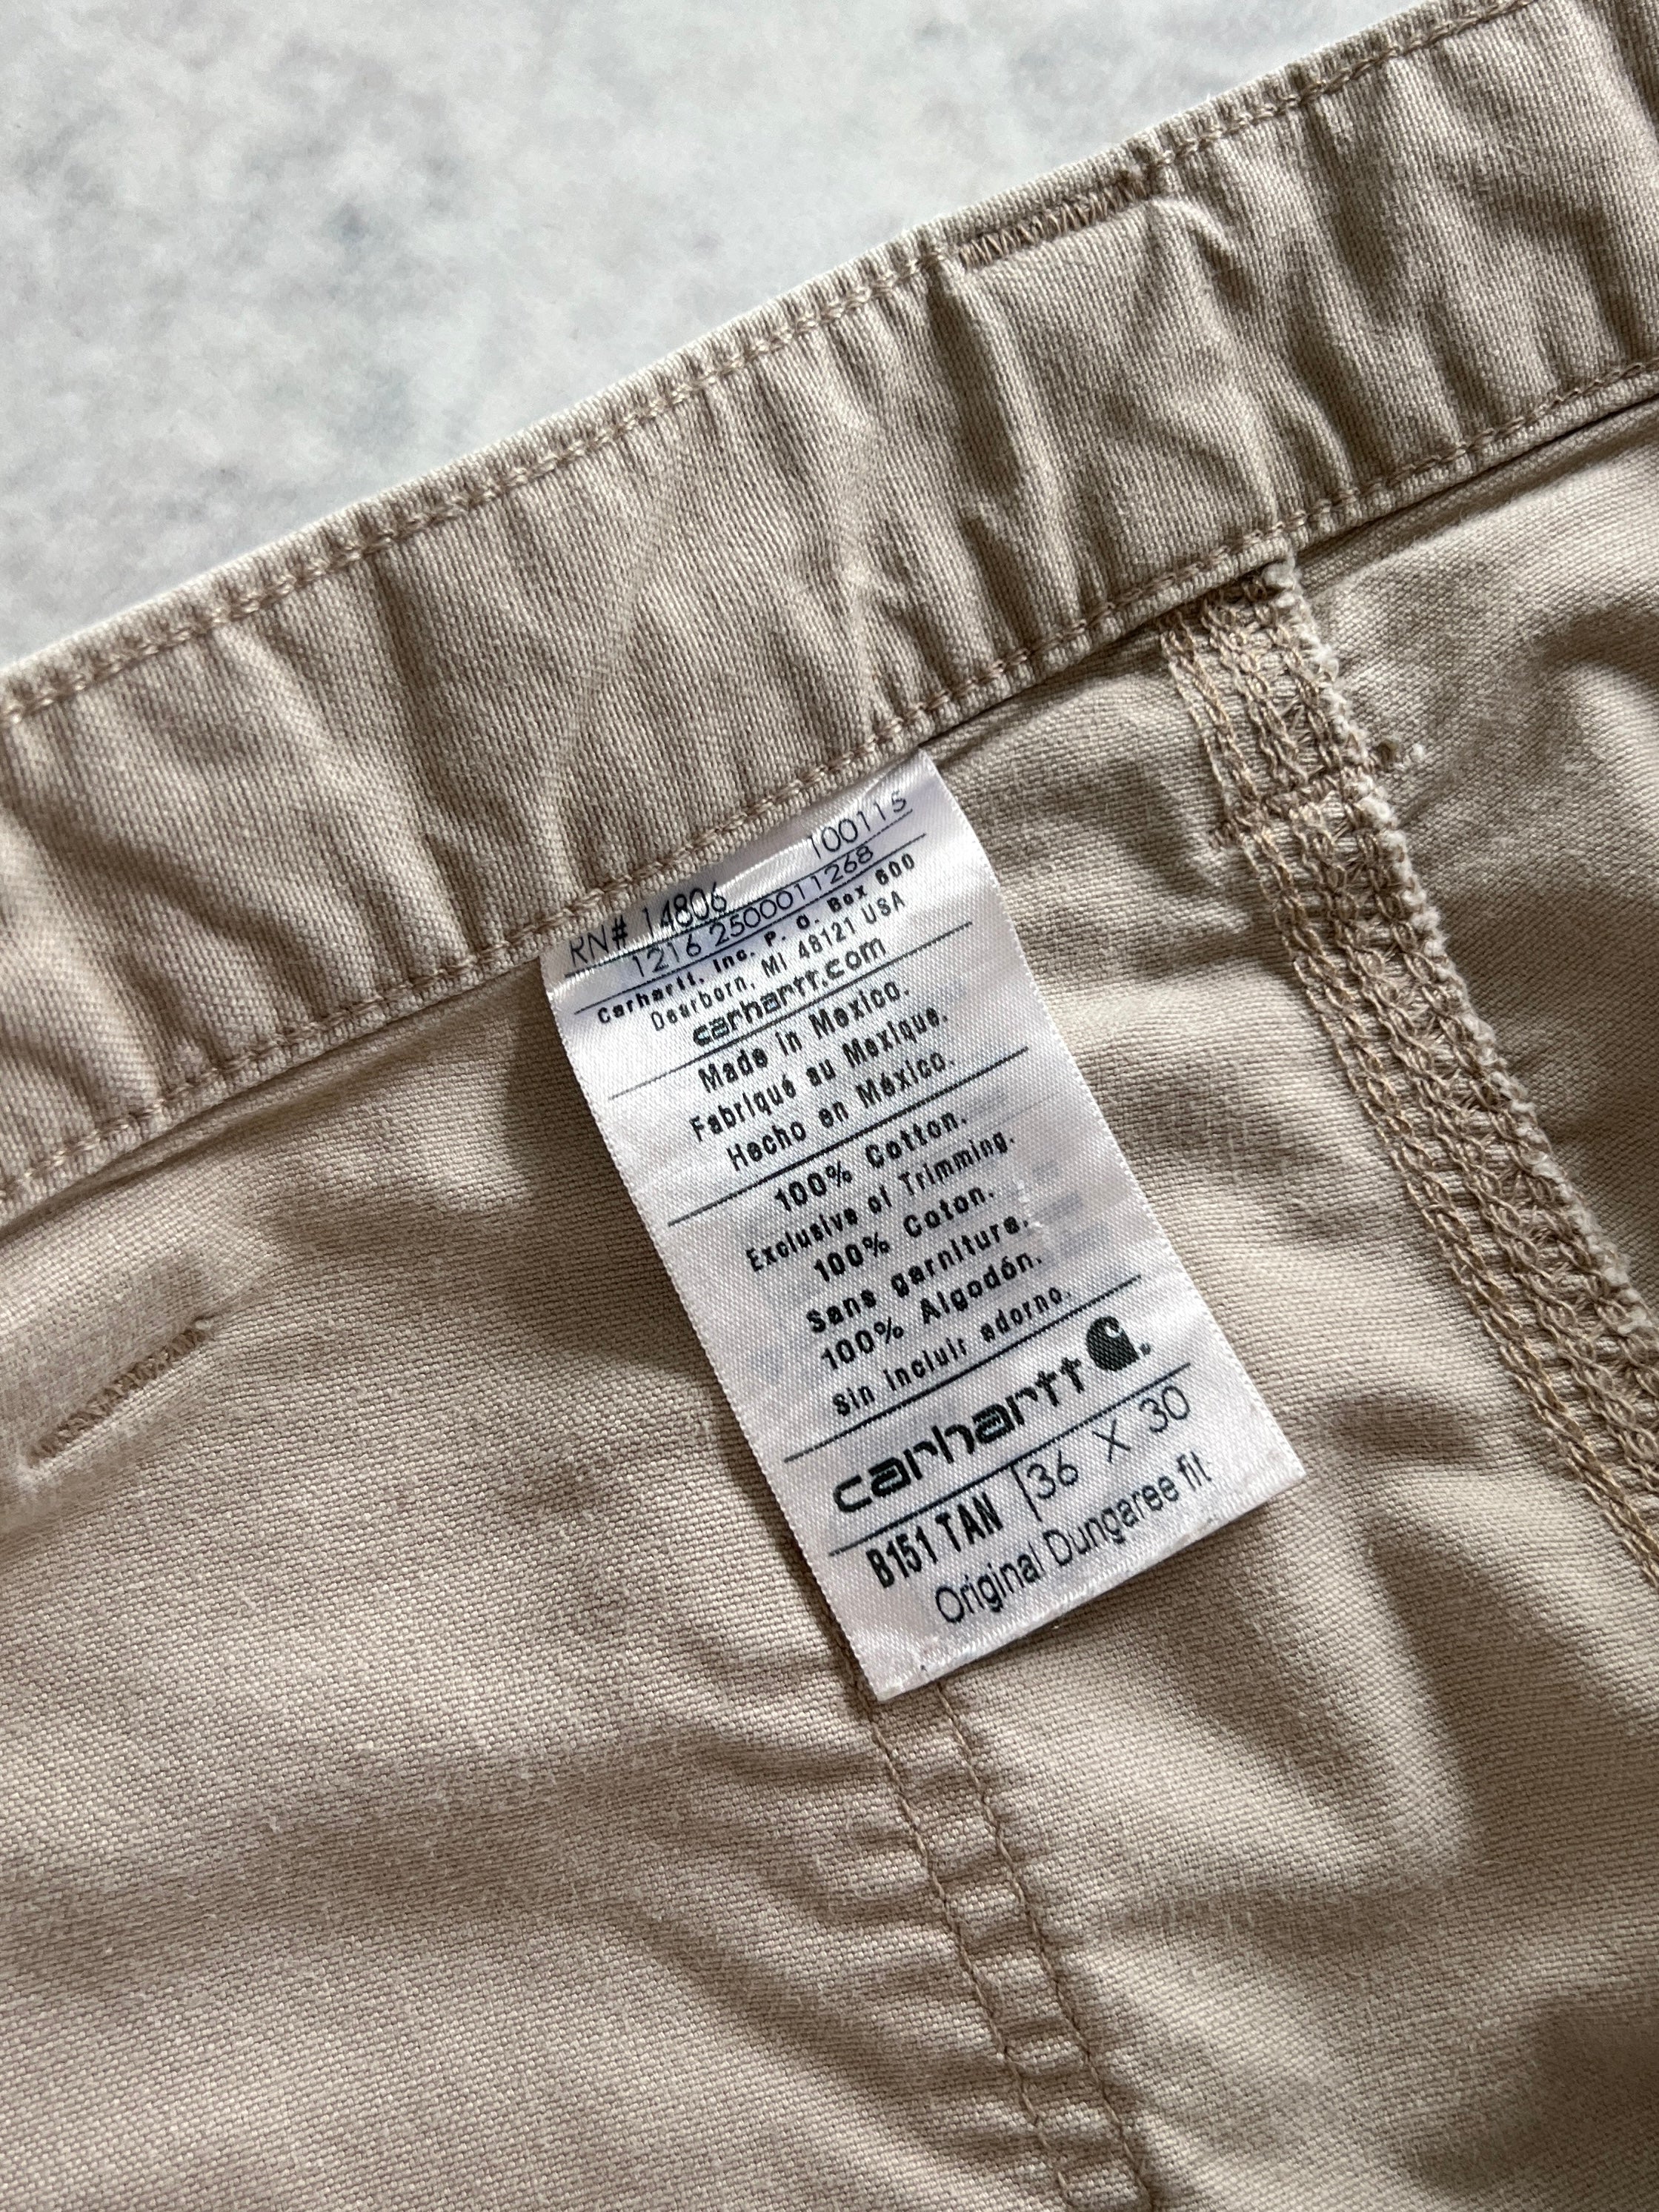 RN# 14806 100115
1216 2500011268
Carhartt, Inc. P. O. Box 600
Dearborn, MI 48121 USA
carhartt.com
Made in Mexico.
Fabriqué au Mexique.
Hecho en México.
100% Cotton.
Exclusive of Trimming.
100% Coton.
Sans garniture.
100% Algodón.
Sin incluir adorno.
carhartt
B151 TAN 36 X 30
Original Dungaree fit